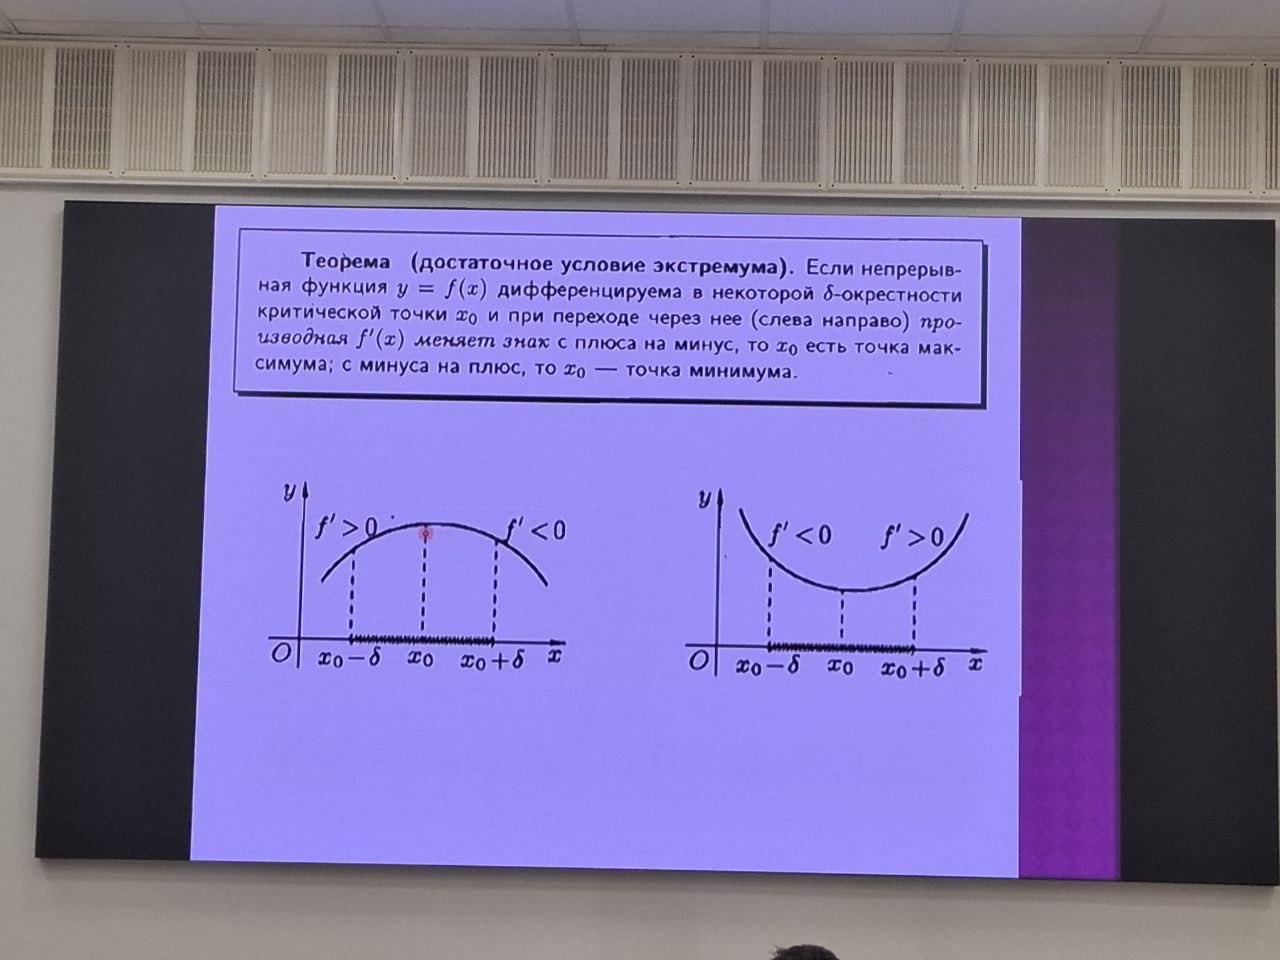 Теорема (достаточное условие экстремума). Если непрерыв-
ная функция y = f(x) дифференцируема в некоторой δ-окрестности
критической точки x₀ и при переходе через нее (слева направо) про-
изводная f′(x) меняет знак с плюса на минус, то x₀ есть точка мак-
симума; с минуса на плюс, то x₀ — точка минимума.
y
f′>0
f′<0
O x₀−δ x₀ x₀+δ x
y
f′<0
f′>0
O x₀−δ x₀ x₀+δ x